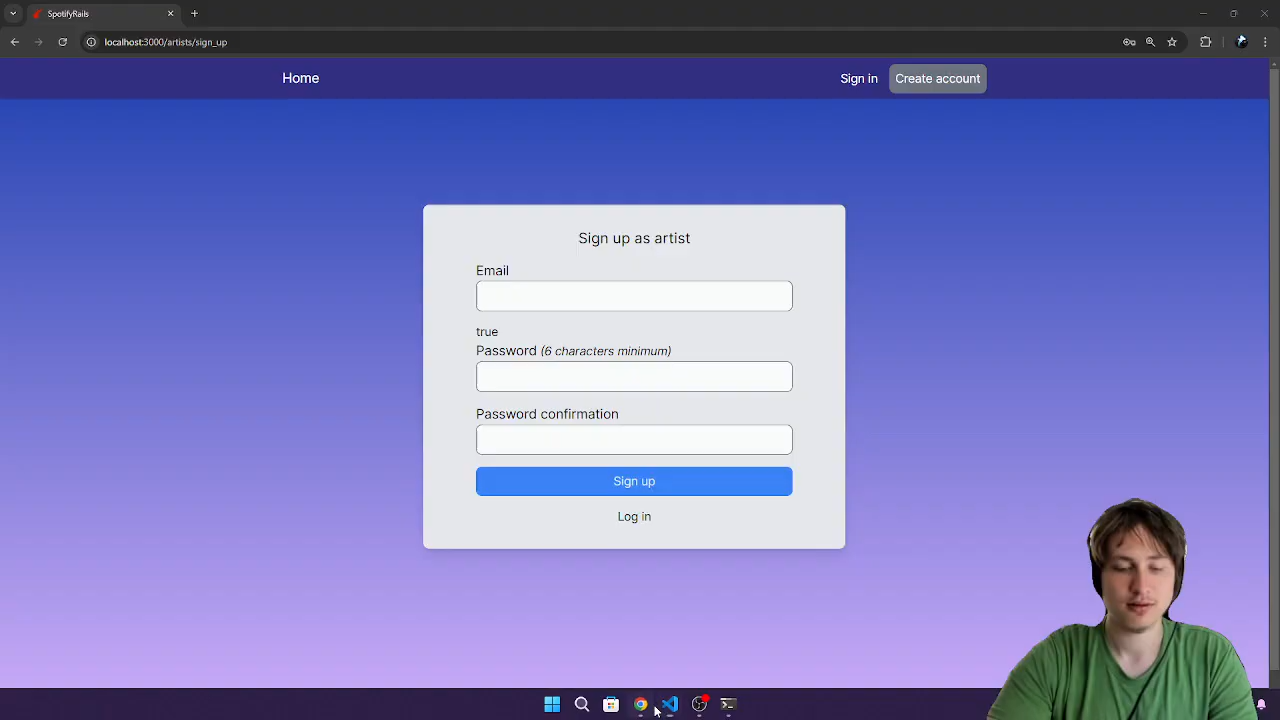 SpotifyRails
localhost:3000/artists/sign_up
Home
Sign in
Create account
Sign up as artist
Email
true
Password (6 characters minimum)
Password confirmation
Sign up
Log in